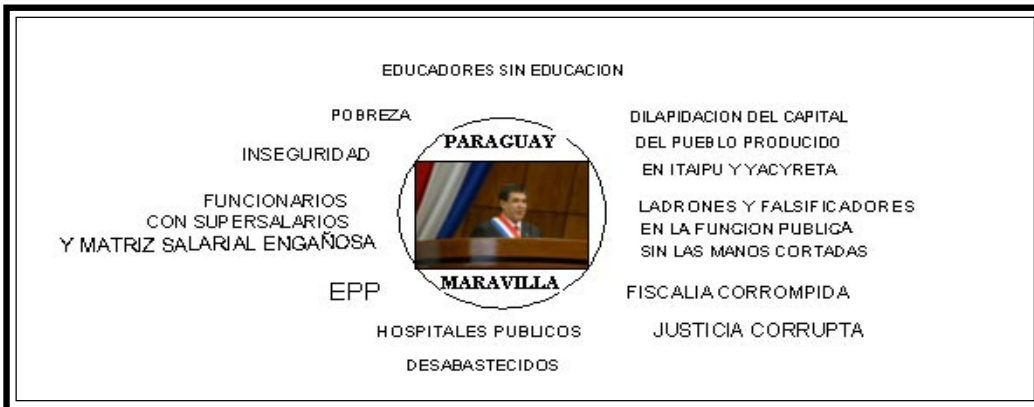 EDUCADORES SIN EDUCACION
POBREZA
INSEGURIDAD
FUNCIONARIOS
CON SUPERSALARIOS
Y MATRIZ SALARIAL ENGAÑOSA
EPP
HOSPITALES PUBLICOS
DESABASTECIDOS
PARAGUAY
MARAVILLA
DILAPIDACION DEL CAPITAL
DEL PUEBLO PRODUCIDO
EN ITAIPU Y YACYRETA
LADRONES Y FALSIFICADORES
EN LA FUNCION PUBLICA
SIN LAS MANOS CORTADAS
FISCALIA CORROMPIDA
JUSTICIA CORRUPTA